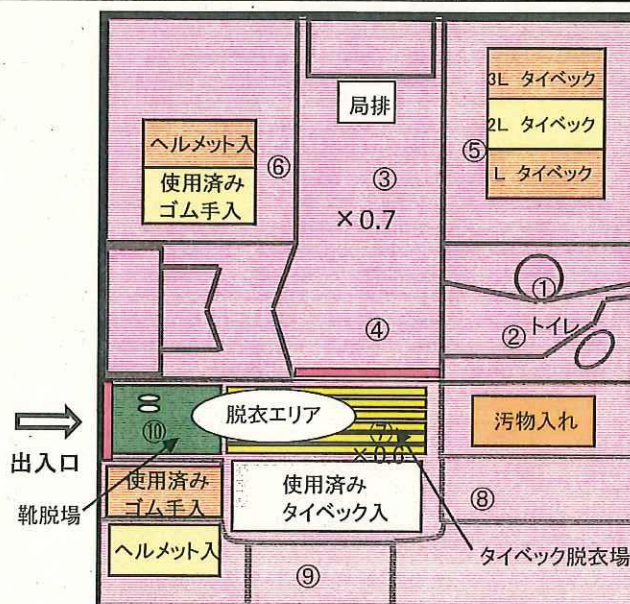 局排
3L タイベック
2L タイベック
L タイベック
⑤
ヘルメット入
使用済み
ゴム手入
⑥
③
×0.7
①
②
トイレ
④
脱衣エリア
⑩
(7)
×0.6
汚物入れ
出入口
靴脱場
使用済み
ゴム手入
ヘルメット入
使用済み
タイベック入
⑧
タイベック脱衣場
⑨